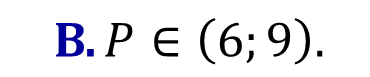 B. P ∈ (6; 9).